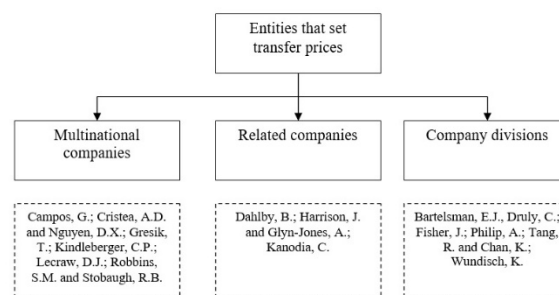 Entities that set
transfer prices
Multinational
companies
Related companies
Company divisions
Campos, G.; Cristea, A.D.
and Nguyen, D.X.; Gresik,
T.; Kindleberger, C.P.;
Lecraw, D.J.; Robbins,
S.M. and Stobaugh, R.B.
Dahlby, B.; Harrison, J.
and Glyn-Jones, A.;
Kanodia, C.
Bartelsman, E.J., Druly, C.;
Fisher, J.; Philip, A.; Tang,
R. and Chan, K.;
Wundisch, K.